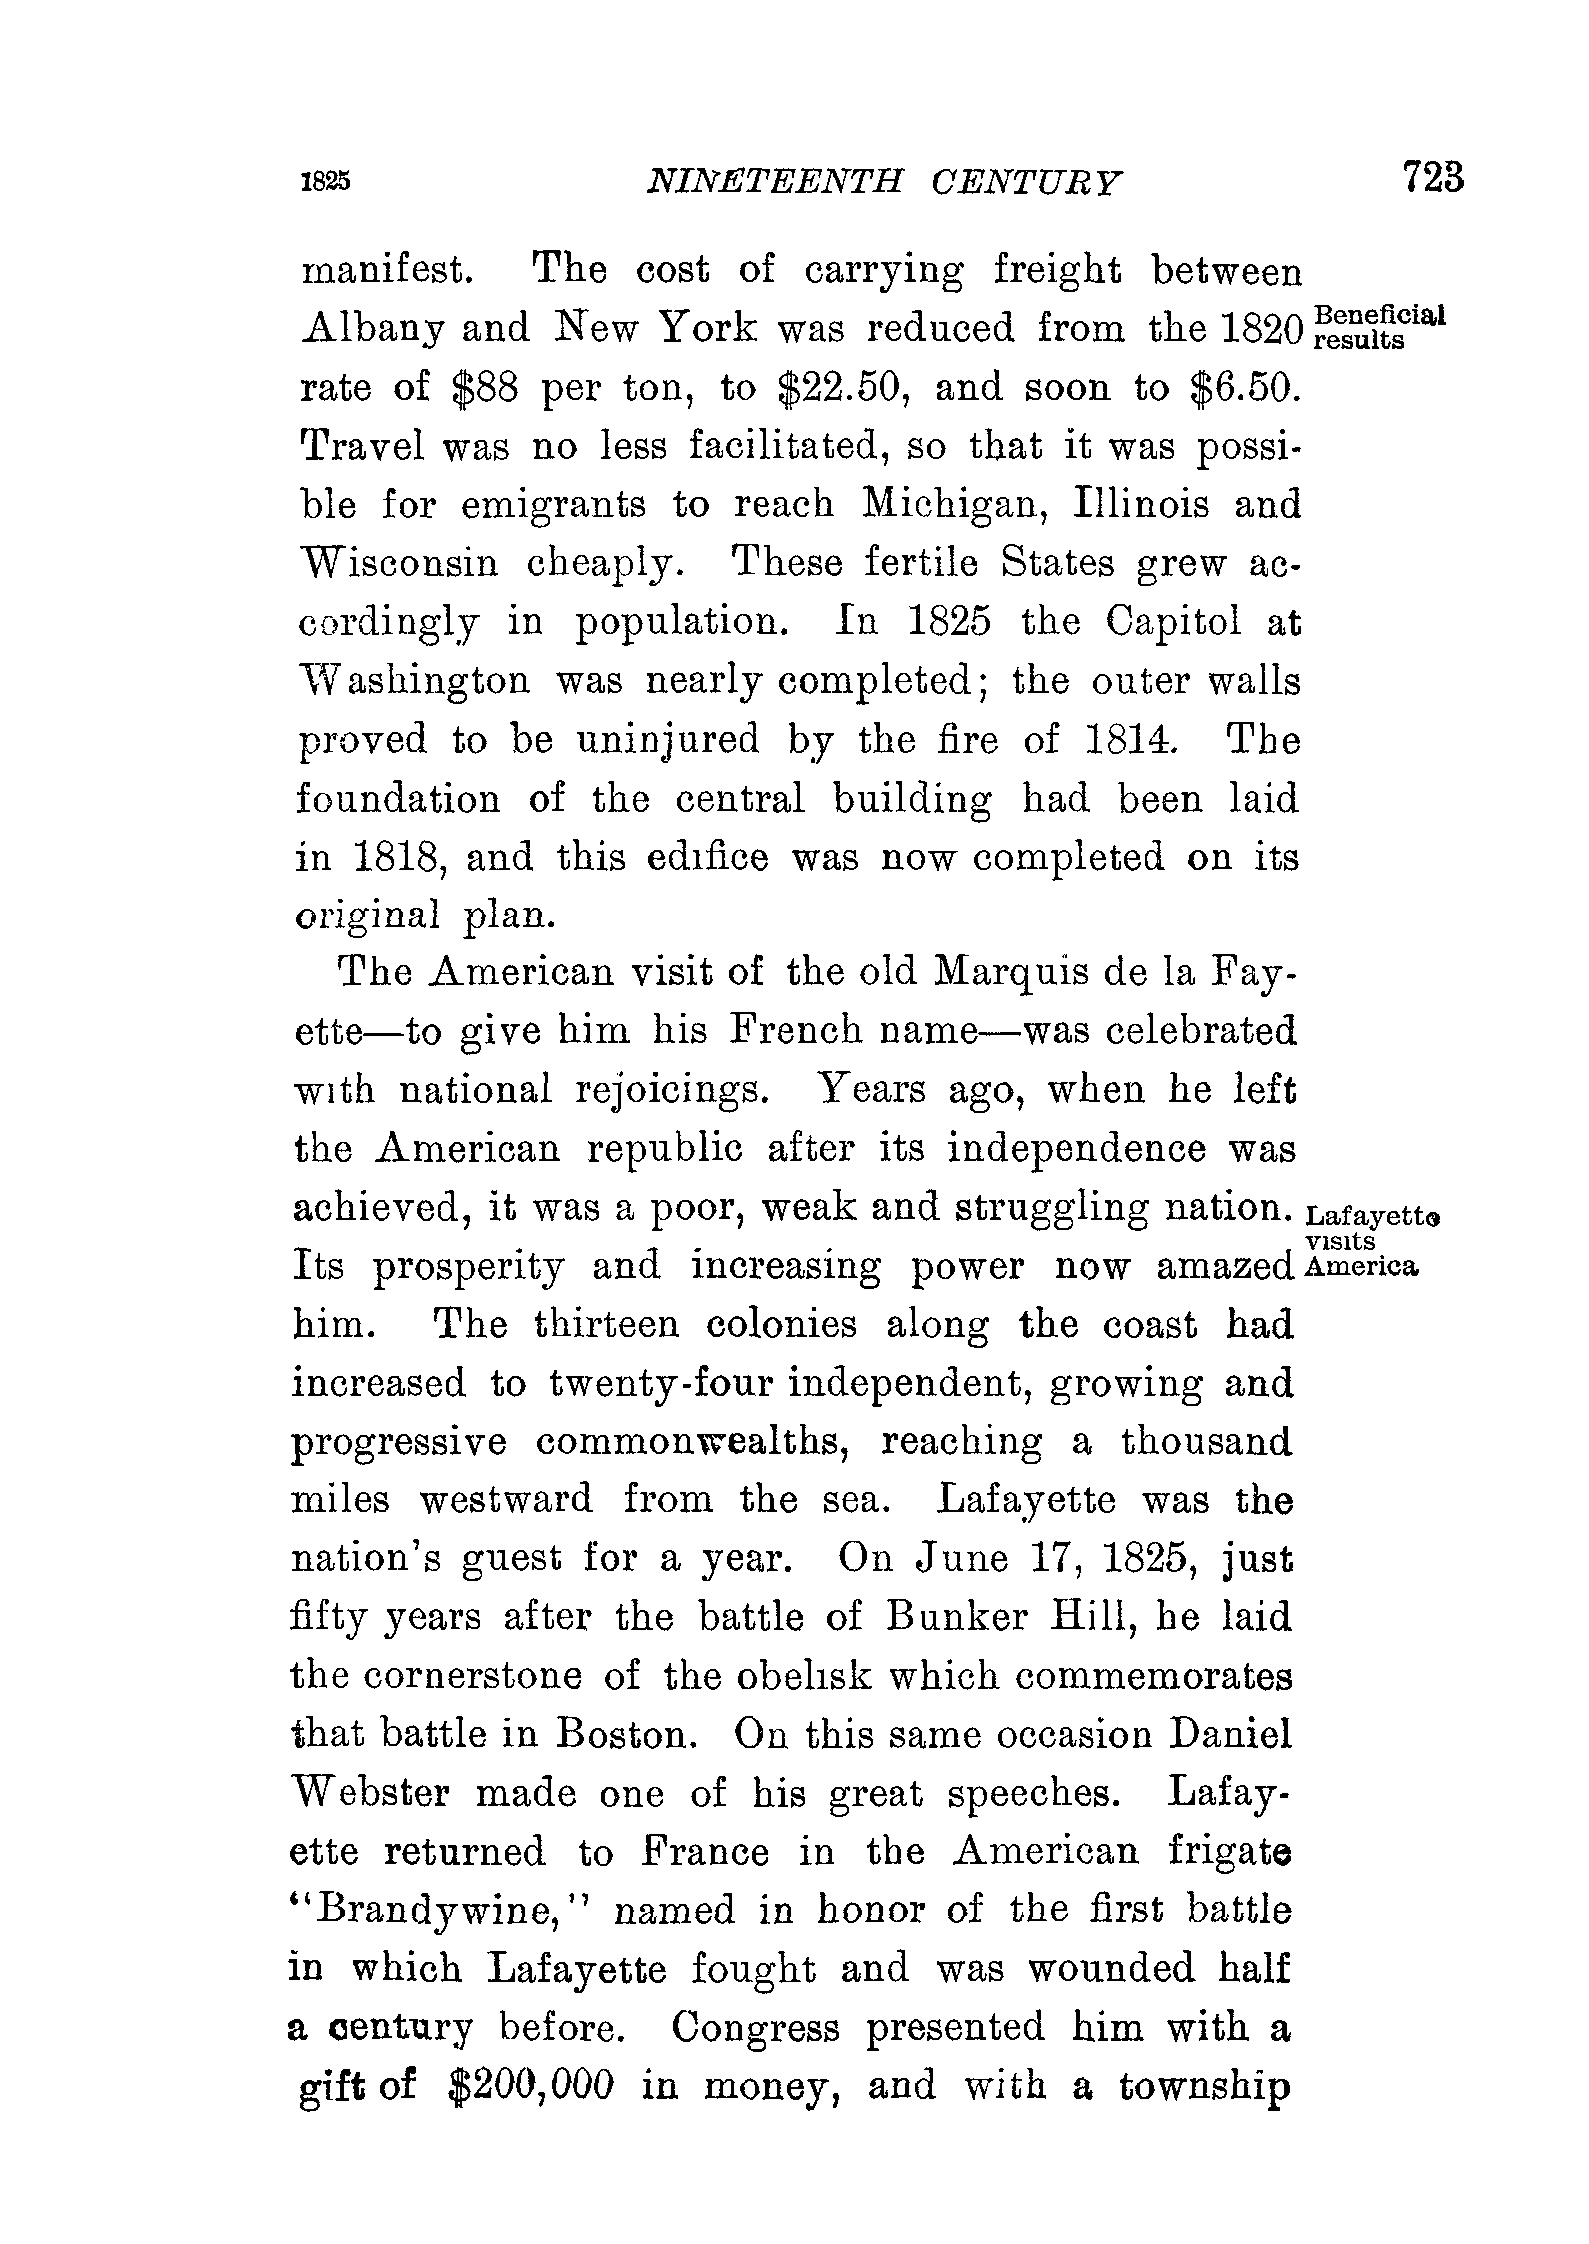 1825 NINETEENTH CENTURY 723
manifest. The cost of carrying freight between
Albany and New York was reduced from the 1820
Beneficial
results
rate of $88 per ton, to $22.50, and soon to $6.50.
Travel was no less facilitated, so that it was possi-
ble for emigrants to reach Michigan, Illinois and
Wisconsin cheaply. These fertile States grew ac-
cordingly in population. In 1825 the Capitol at
Washington was nearly completed; the outer walls
proved to be uninjured by the fire of 1814. The
foundation of the central building had been laid
in 1818, and this edifice was now completed on its
original plan.
The American visit of the old Marquis de la Fay-
ette—to give him his French name—was celebrated
with national rejoicings. Years ago, when he left
the American republic after its independence was
achieved, it was a poor, weak and struggling nation.
Lafayette
visits
America
Its prosperity and increasing power now amazed
him. The thirteen colonies along the coast had
increased to twenty-four independent, growing and
progressive commonwealths, reaching a thousand
miles westward from the sea. Lafayette was the
nation's guest for a year. On June 17, 1825, just
fifty years after the battle of Bunker Hill, he laid
the cornerstone of the obelisk which commemorates
that battle in Boston. On this same occasion Daniel
Webster made one of his great speeches. Lafay-
ette returned to France in the American frigate
"Brandywine," named in honor of the first battle
in which Lafayette fought and was wounded half
a century before. Congress presented him with a
gift of $200,000 in money, and with a township